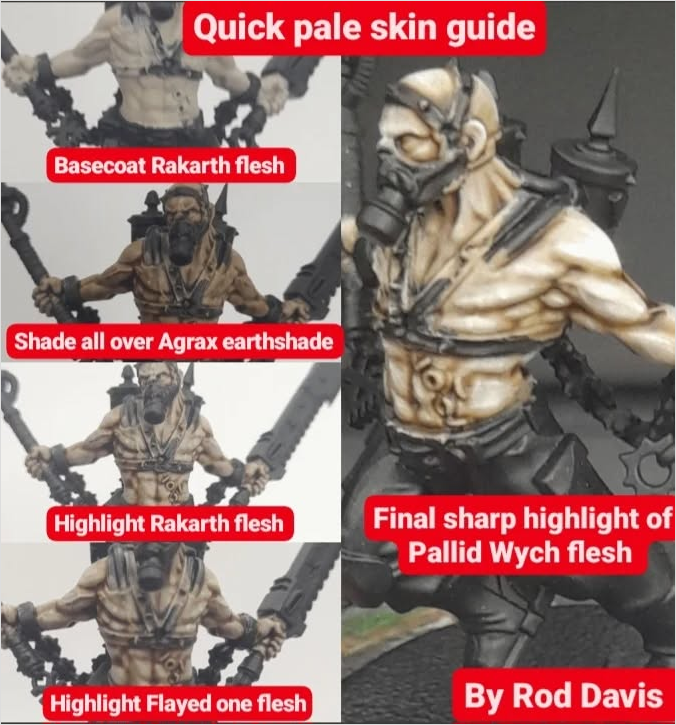 Quick pale skin guide
Basecoat Rakarth flesh
Shade all over Agrax earthshade
Highlight Rakarth flesh
Highlight Flayed one flesh
Final sharp highlight of
Pallid Wych flesh
By Rod Davis